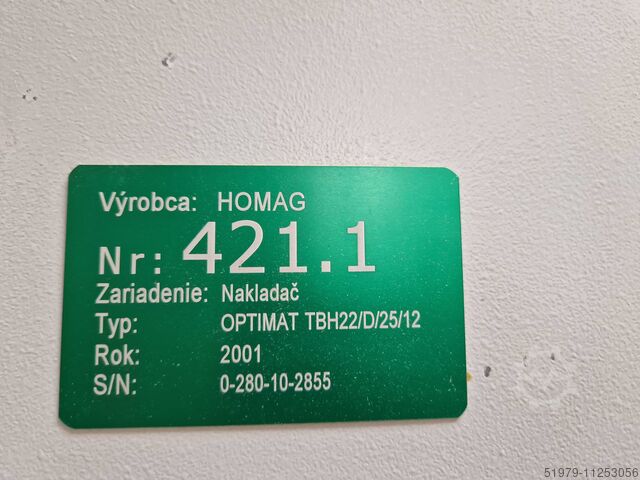 Výrobca: HOMAG
Nr: 421.1
Zariadenie: Nakladač
Typ: OPTIMAT TBH22/D/25/12
Rok: 2001
S/N: 0-280-10-2855
51979-11253056